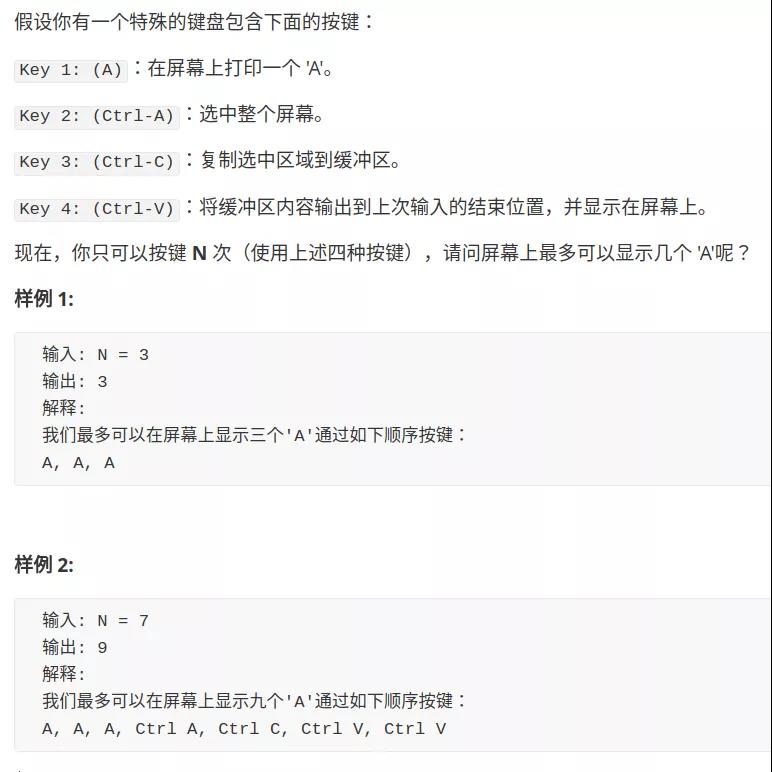 假设你有一个特殊的键盘包含下面的按键：
Key 1: (A)：在屏幕上打印一个 'A'。
Key 2: (Ctrl-A)：选中整个屏幕。
Key 3: (Ctrl-C)：复制选中区域到缓冲区。
Key 4: (Ctrl-V)：将缓冲区内容输出到上次输入的结束位置，并显示在屏幕上。
现在，你只可以按键 N 次（使用上述四种按键），请问屏幕上最多可以显示几个 'A'呢？
样例 1:
输入: N = 3
输出: 3
解释:
我们最多可以在屏幕上显示三个'A'通过如下顺序按键：
A, A, A
样例 2:
输入: N = 7
输出: 9
解释:
我们最多可以在屏幕上显示九个'A'通过如下顺序按键：
A, A, A, Ctrl A, Ctrl C, Ctrl V, Ctrl V